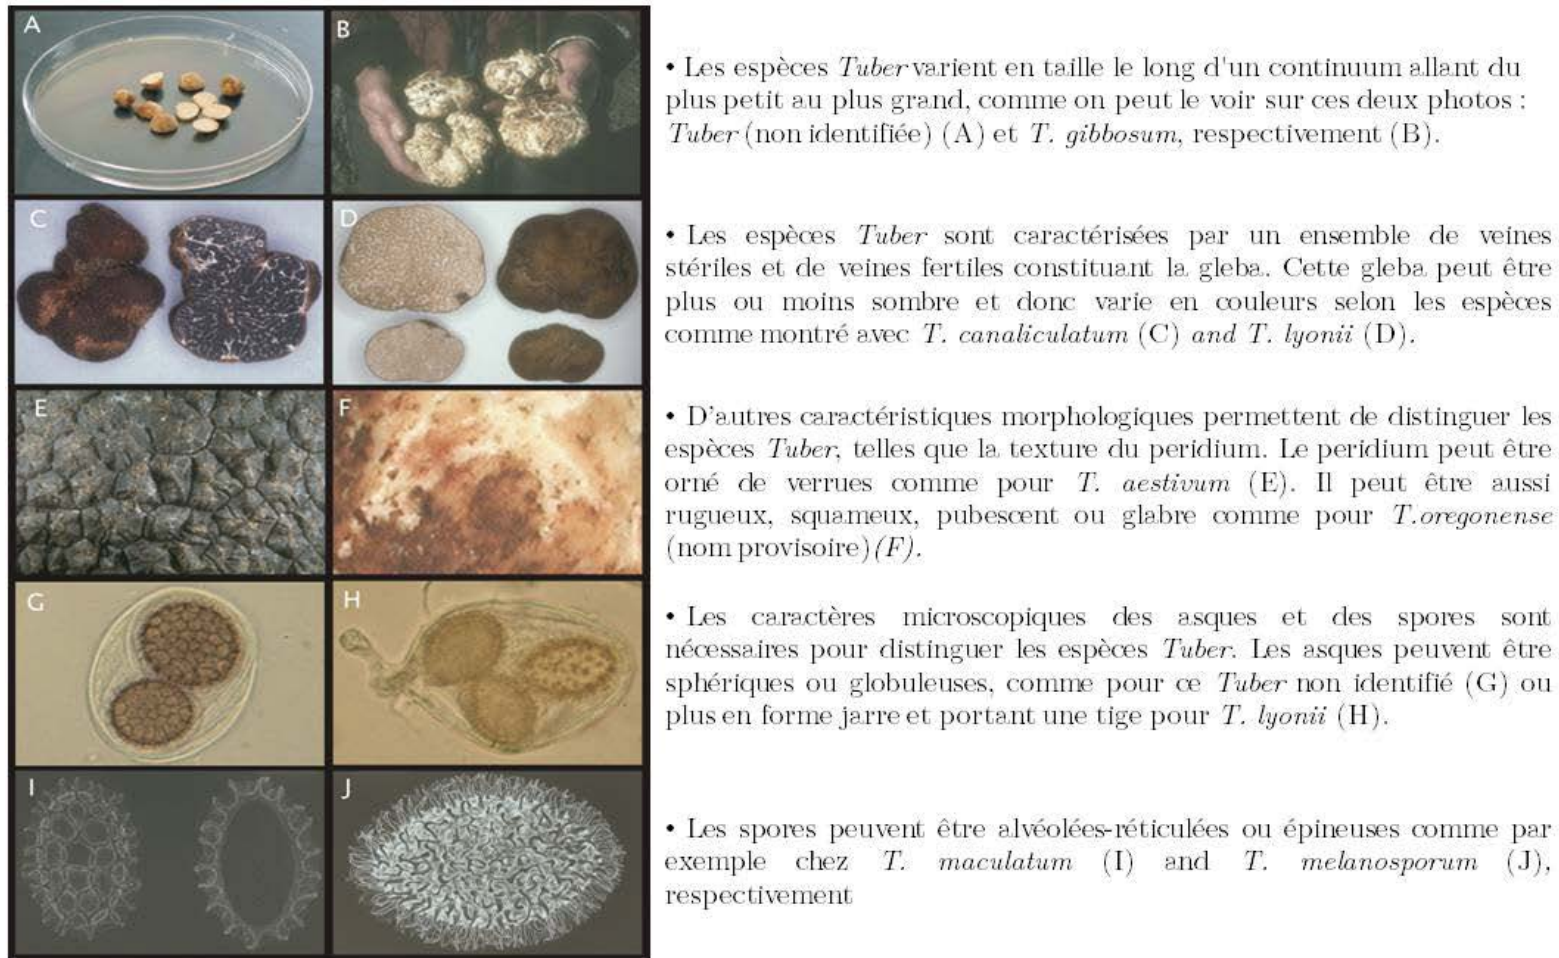 A
B
C
D
E
F
G
H
I
J
• Les espèces Tuber varient en taille le long d'un continuum allant du
plus petit au plus grand, comme on peut le voir sur ces deux photos :
Tuber (non identifiée) (A) et T. gibbosum, respectivement (B).
• Les espèces Tuber sont caractérisées par un ensemble de veines
stériles et de veines fertiles constituant la gleba. Cette gleba peut être
plus ou moins sombre et donc varie en couleurs selon les espèces
comme montré avec T. canaliculatum (C) and T. lyonii (D).
• D'autres caractéristiques morphologiques permettent de distinguer les
espèces Tuber, telles que la texture du peridium. Le peridium peut être
orné de verrues comme pour T. aestivum (E). Il peut être aussi
rugueux, squameux, pubescent ou glabre comme pour T.oregonense
(nom provisoire) (F).
• Les caractères microscopiques des asques et des spores sont
nécessaires pour distinguer les espèces Tuber. Les asques peuvent être
sphériques ou globuleuses, comme pour ce Tuber non identifié (G) ou
plus en forme jarre et portant une tige pour T. lyonii (H).
• Les spores peuvent être alvéolées-réticulées ou épineuses comme par
exemple chez T. maculatum (I) and T. melanosporum (J),
respectivement